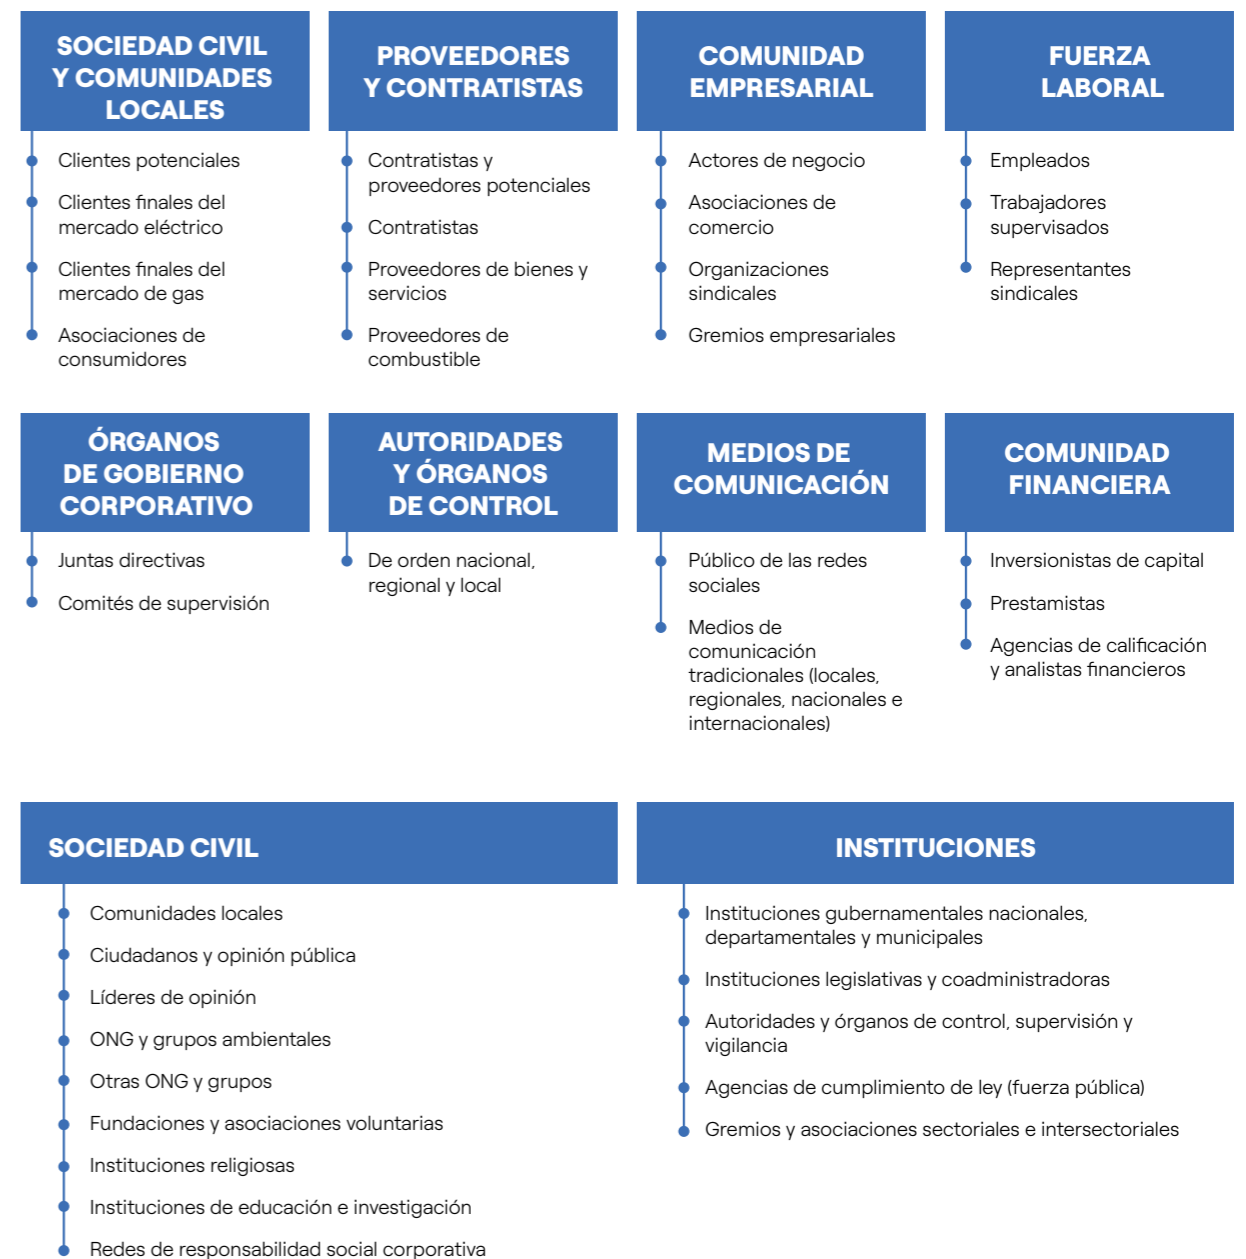 SOCIEDAD CIVIL
Y COMUNIDADES
LOCALES
Clientes potenciales
Clientes finales del
mercado eléctrico
Clientes finales del
mercado de gas
Asociaciones de
consumidores
PROVEEDORES
Y CONTRATISTAS
Contratistas y
proveedores potenciales
Contratistas
Proveedores de bienes y
servicios
Proveedores de
combustible
COMUNIDAD
EMPRESARIAL
Actores de negocio
Asociaciones de
comercio
Organizaciones
sindicales
Gremios empresariales
FUERZA
LABORAL
Empleados
Trabajadores
supervisados
Representantes
sindicales
ÓRGANOS
DE GOBIERNO
CORPORATIVO
Juntas directivas
Comités de supervisión
AUTORIDADES
Y ÓRGANOS
DE CONTROL
De orden nacional,
regional y local
MEDIOS DE
COMUNICACIÓN
Público de las redes
sociales
Medios de
comunicación
tradicionales (locales,
regionales, nacionales e
internacionales)
COMUNIDAD
FINANCIERA
Inversionistas de capital
Prestamistas
Agencias de calificación
y analistas financieros
SOCIEDAD CIVIL
Comunidades locales
Ciudadanos y opinión pública
Líderes de opinión
ONG y grupos ambientales
Otras ONG y grupos
Fundaciones y asociaciones voluntarias
Instituciones religiosas
Instituciones de educación e investigación
Redes de responsabilidad social corporativa
INSTITUCIONES
Instituciones gubernamentales nacionales,
departamentales y municipales
Instituciones legislativas y coadministradoras
Autoridades y órganos de control, supervisión y
vigilancia
Agencias de cumplimiento de ley (fuerza pública)
Gremios y asociaciones sectoriales e intersectoriales